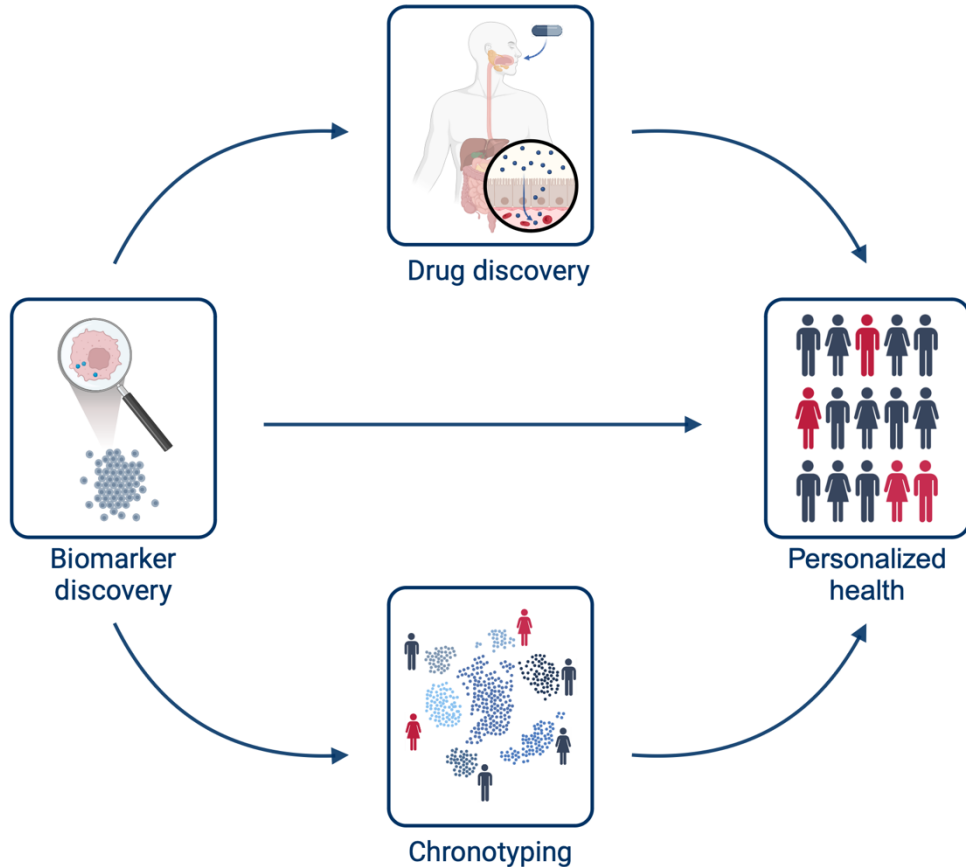 Drug discovery
Biomarker
discovery
Personalized
health
Chronotyping